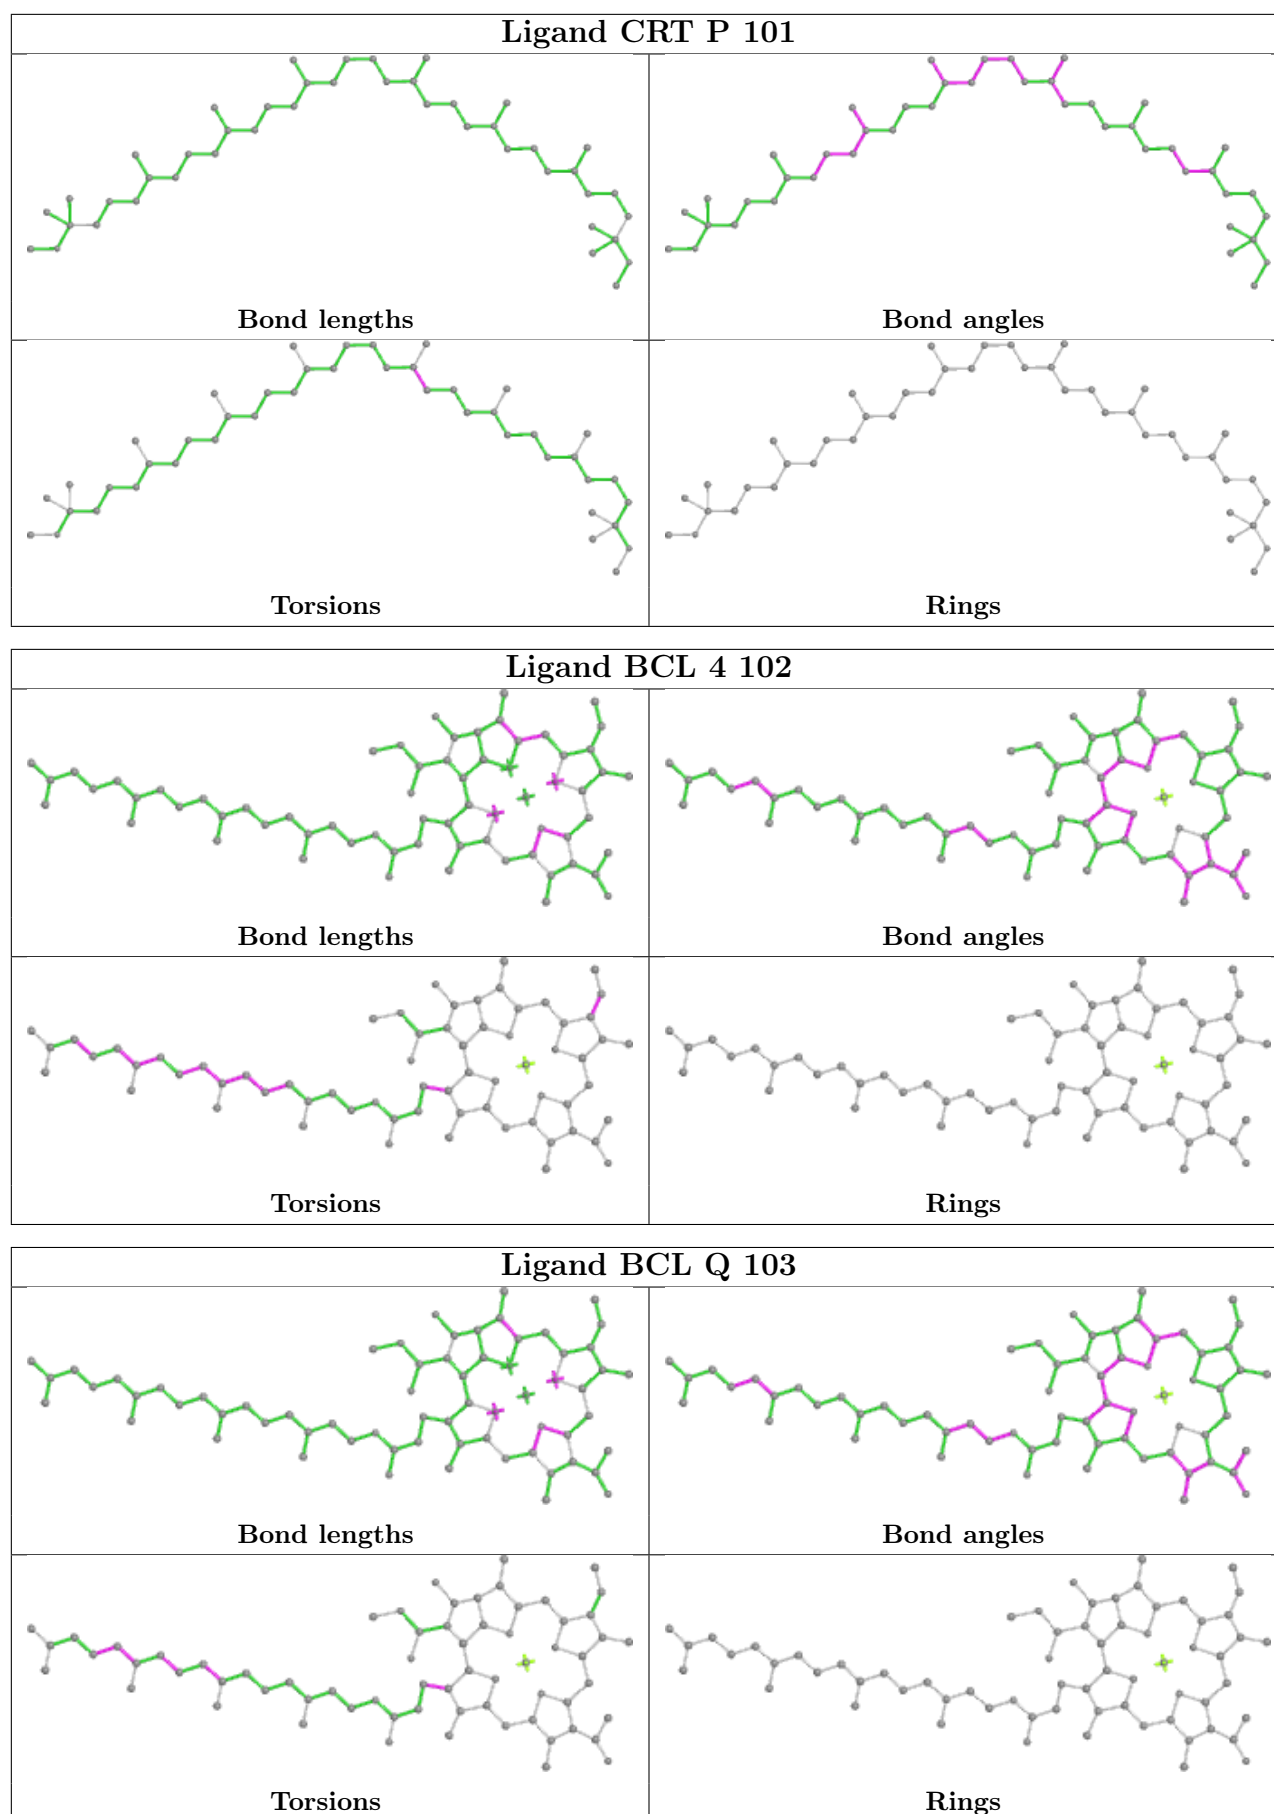 Ligand CRT P 101
Bond lengths
Bond angles
Torsions
Rings
Ligand BCL 4 102
Bond lengths
Bond angles
Torsions
Rings
Ligand BCL Q 103
Bond lengths
Bond angles
Torsions
Rings